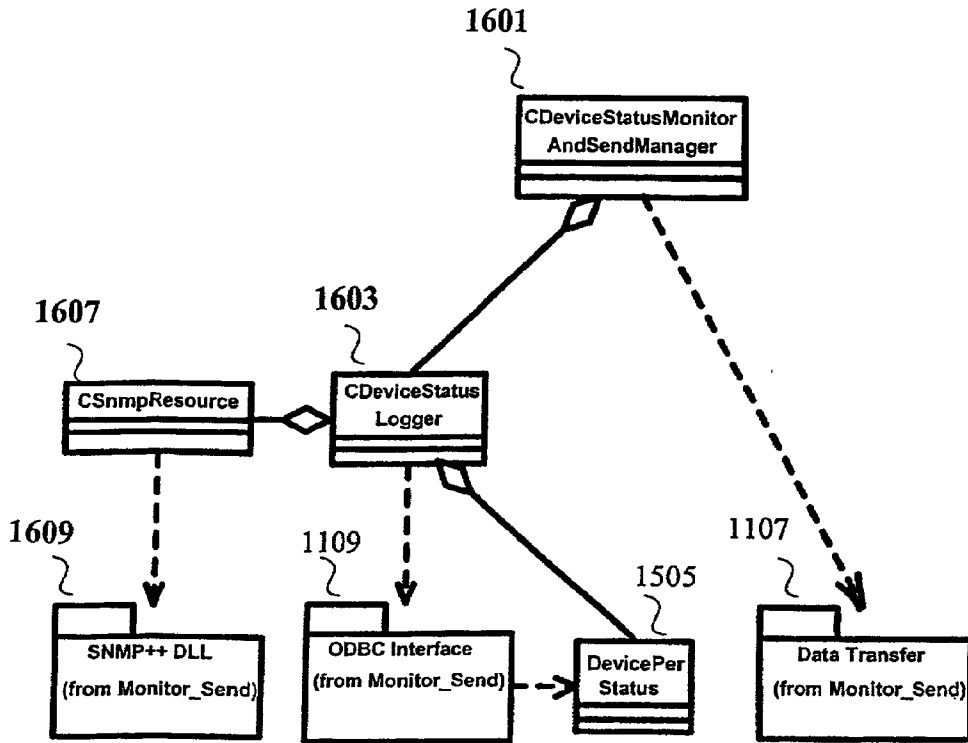 1601
CDeviceStatusMonitor
AndSendManager
1603
1607
CSnmpResource
CDeviceStatus
Logger
1609
1109
1505
1107
SNMP++ DLL
(from Monitor_Send)
ODBC Interface
(from Monitor_Send)
DevicePer
Status
Data Transfer
(from Monitor_Send)